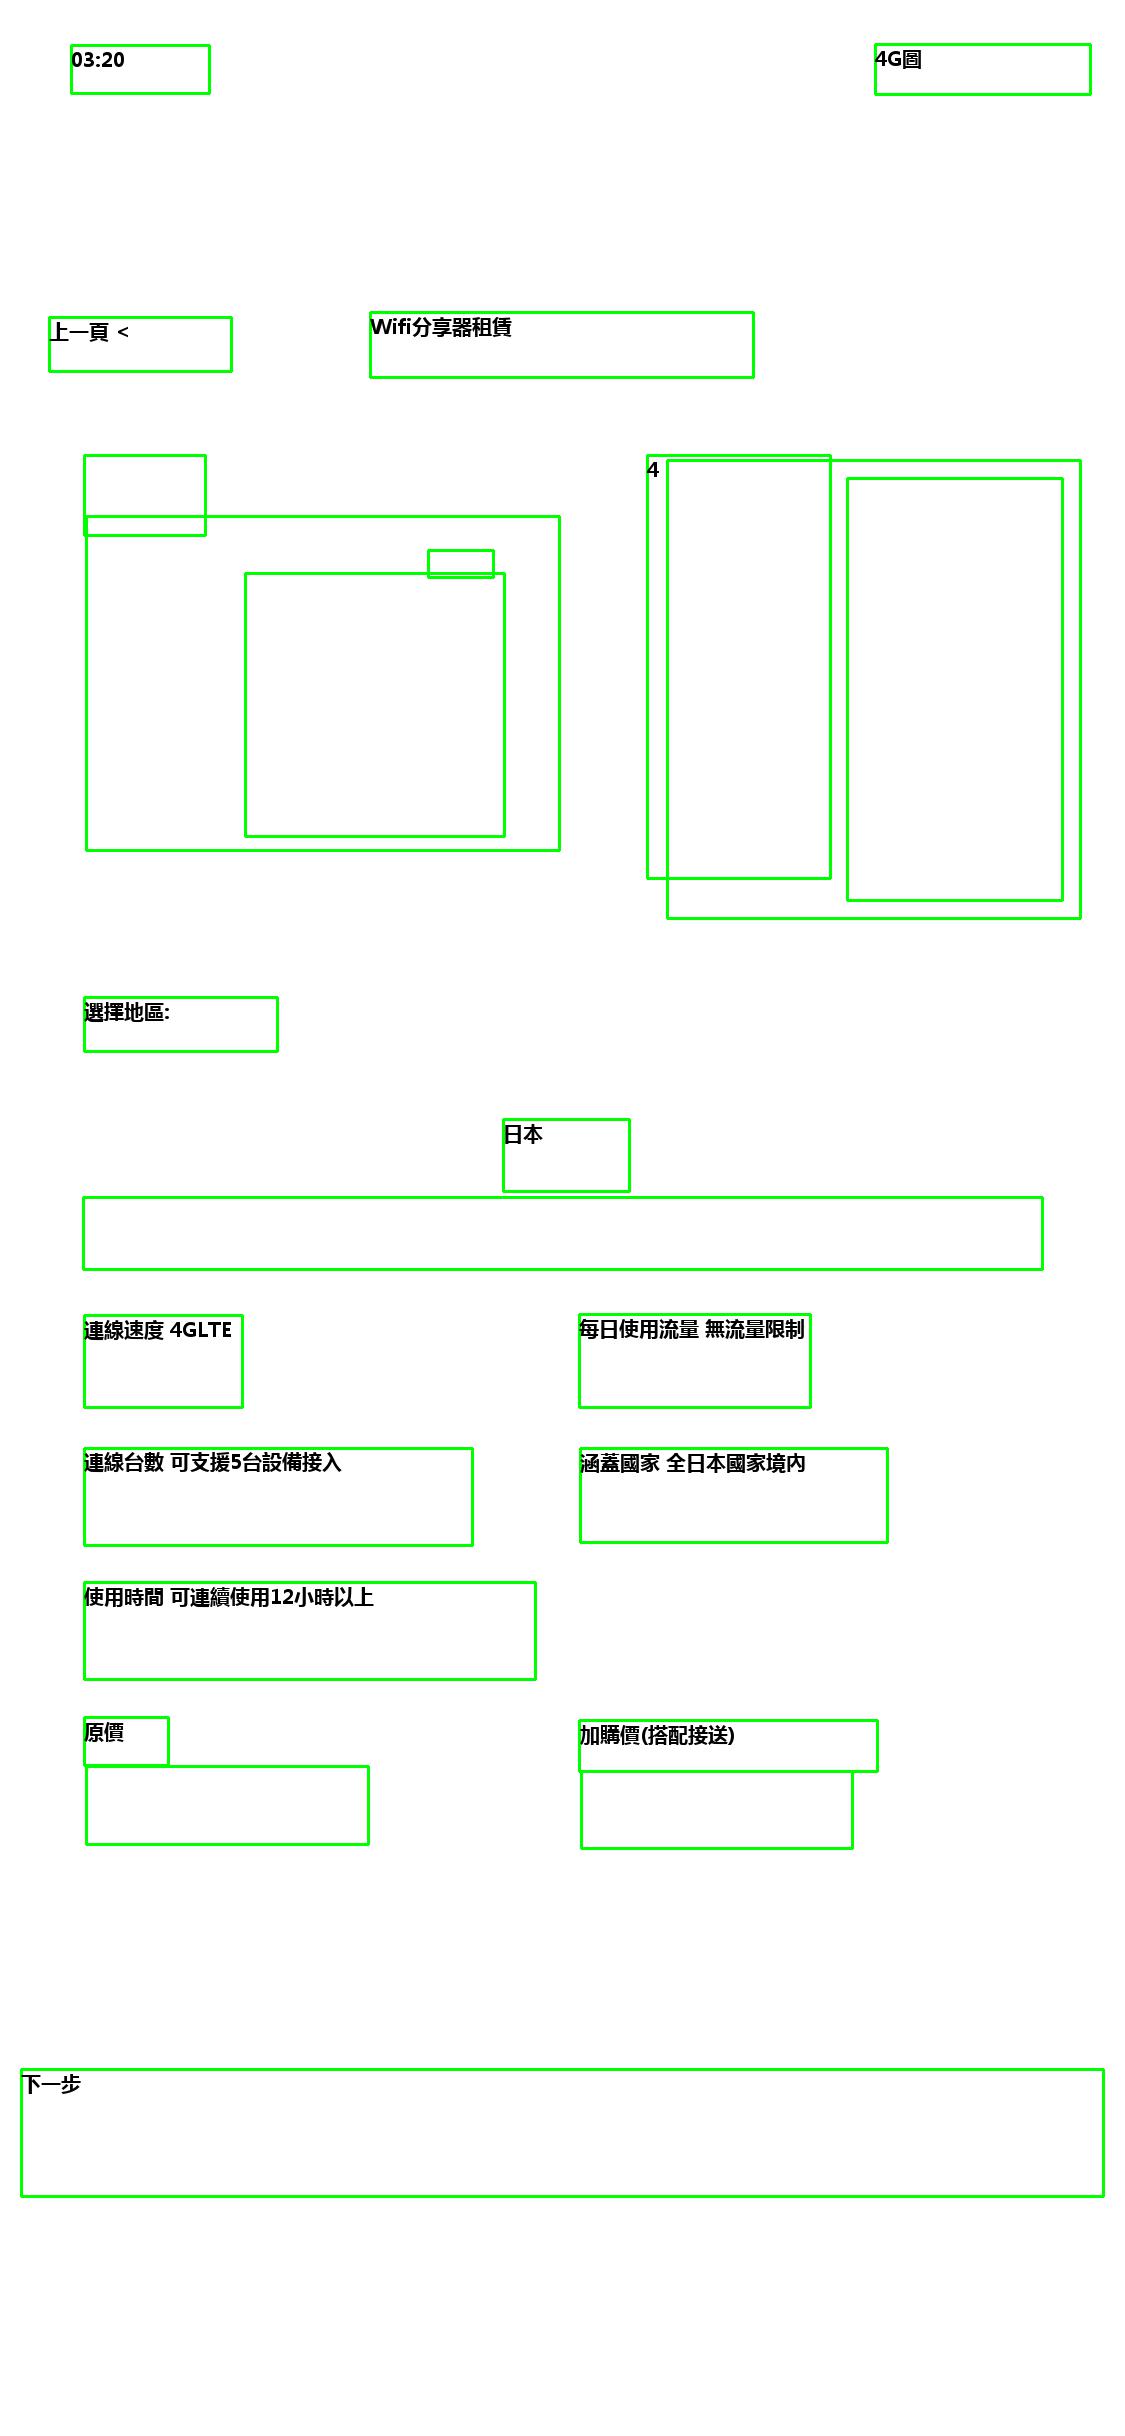 03:20
4G圖
上一頁 <
Wifi分享器租賃
4
選擇地區:
日本
連線速度 4GLTE
每日使用流量 無流量限制
連線台數 可支援5台設備接入
涵蓋國家 全日本國家境內
使用時間 可連續使用12小時以上
原價
加購價(搭配接送)
下一步